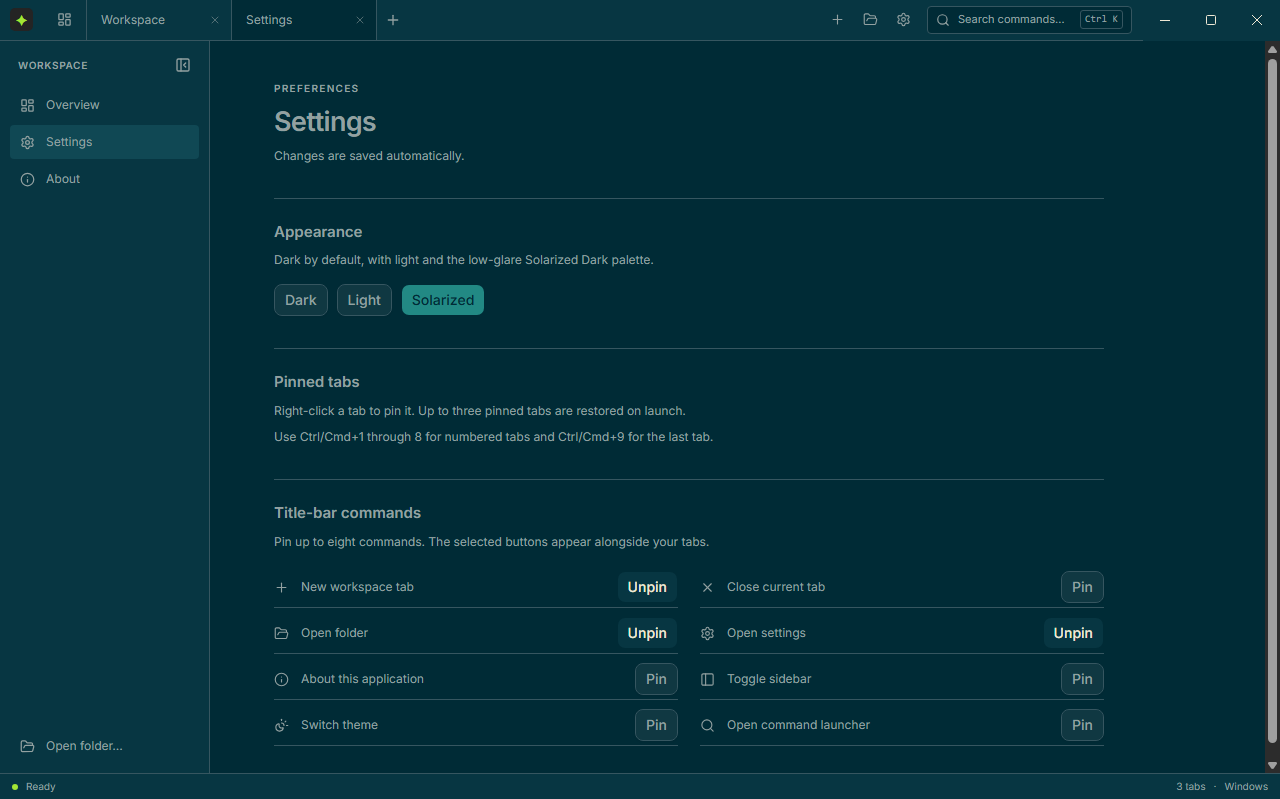 Workspace
Settings
Search commands... Ctrl K
WORKSPACE
Overview
Settings
About
Open folder...
PREFERENCES
Settings
Changes are saved automatically.
Appearance
Dark by default, with light and the low-glare Solarized Dark palette.
Dark Light Solarized
Pinned tabs
Right-click a tab to pin it. Up to three pinned tabs are restored on launch.
Use Ctrl/Cmd+1 through 8 for numbered tabs and Ctrl/Cmd+9 for the last tab.
Title-bar commands
Pin up to eight commands. The selected buttons appear alongside your tabs.
New workspace tab Unpin
Close current tab Pin
Open folder Unpin
Open settings Unpin
About this application Pin
Toggle sidebar Pin
Switch theme Pin
Open command launcher Pin
Ready
3 tabs · Windows